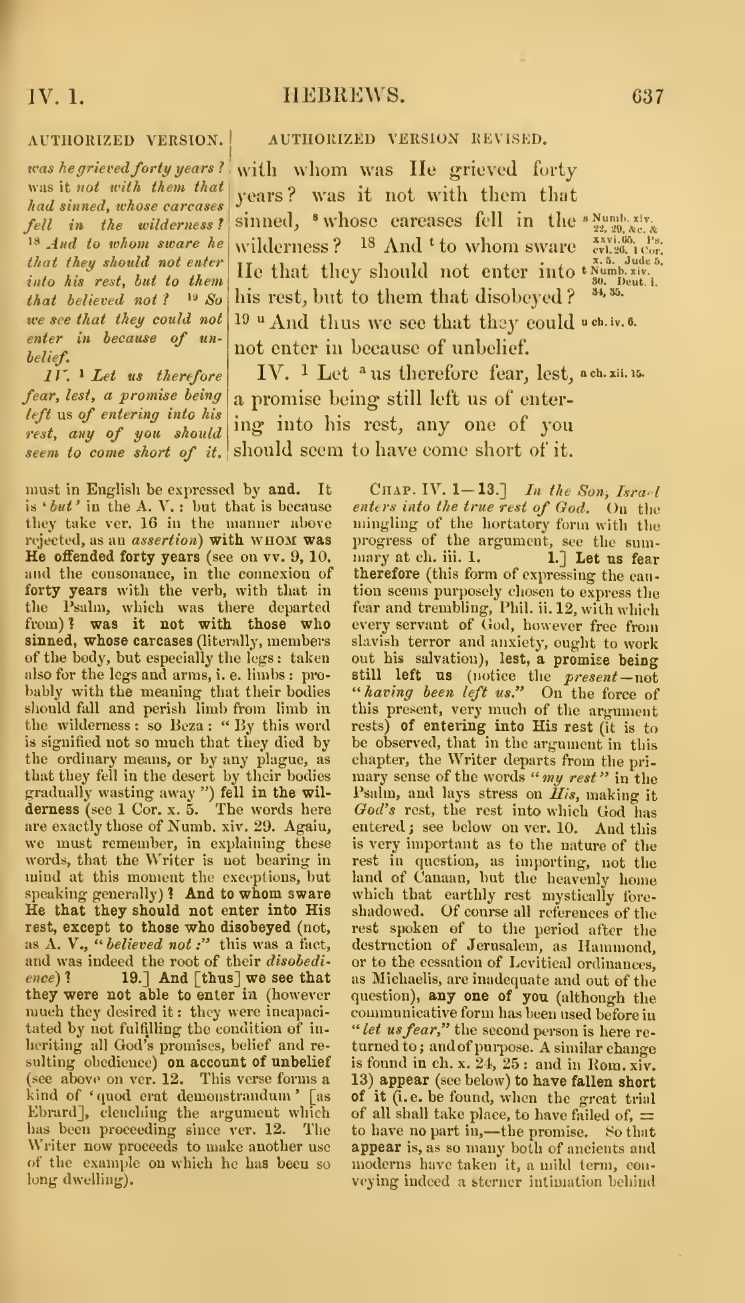 IV. 1.
HEBREWS.
637
AUTHORIZED VERSION.
was he grieved forty years?
was it not with them that
had sinned, whose carcases
fell in the wilderness?
18 And to whom sware he
that they should not enter
into his rest, but to them
that believed not? 19 So
we see that they could not
enter in because of un-
belief.
IV. 1 Let us therefore
fear, lest, a promise being
left us of entering into his
rest, any of you should
seem to come short of it.
AUTHORIZED VERSION REVISED.
with whom was He grieved forty
years? was it not with them that
sinned, s whose carcases fell in the
wilderness? 18 And t to whom sware
He that they should not enter into
his rest, but to them that disobeyed?
19 u And thus we see that they could
not enter in because of unbelief.
IV. 1 Let a us therefore fear, lest,
a promise being still left us of enter-
ing into his rest, any one of you
should seem to have come short of it.
s Numb. xiv.
22, 29, &c. &
xxvi. 65. Ps.
cvi. 26. 1 Cor.
x. 5. Jude 5.
t Numb. xiv.
30. Deut. i.
34, 35.
u ch. iv. 6.
a ch. xii. 15.
must in English be expressed by and. It
is 'but' in the A. V.: but that is because
they take ver. 16 in the manner above
rejected, as an assertion) with WHOM was
He offended forty years (see on vv. 9, 10,
and the consonance, in the connexion of
forty years with the verb, with that in
the Psalm, which was there departed
from)? was it not with those who
sinned, whose carcases (literally, members
of the body, but especially the legs: taken
also for the legs and arms, i. e. limbs: pro-
bably with the meaning that their bodies
should fall and perish limb from limb in
the wilderness: so Beza: "By this word
is signified not so much that they died by
the ordinary means, or by any plague, as
that they fell in the desert by their bodies
gradually wasting away") fell in the wil-
derness (see 1 Cor. x. 5. The words here
are exactly those of Numb. xiv. 29. Again,
we must remember, in explaining these
words, that the Writer is not bearing in
mind at this moment the exceptions, but
speaking generally)? And to whom sware
He that they should not enter into His
rest, except to those who disobeyed (not,
as A. V., "believed not:" this was a fact,
and was indeed the root of their disobedi-
ence)? 19.] And [thus] we see that
they were not able to enter in (however
much they desired it: they were incapaci-
tated by not fulfilling the condition of in-
heriting all God's promises, belief and re-
sulting obedience) on account of unbelief
(see above on ver. 12. This verse forms a
kind of 'quod erat demonstrandum' [as
Ebrard], clenching the argument which
has been proceeding since ver. 12. The
Writer now proceeds to make another use
of the example on which he has been so
long dwelling).
CHAP. IV. 1—13.] In the Son, Israel
enters into the true rest of God. On the
mingling of the hortatory form with the
progress of the argument, see the sum-
mary at ch. iii. 1. 1.] Let us fear
therefore (this form of expressing the cau-
tion seems purposely chosen to express the
fear and trembling, Phil. ii. 12, with which
every servant of God, however free from
slavish terror and anxiety, ought to work
out his salvation), lest, a promise being
still left us (notice the present—not
"having been left us." On the force of
this present, very much of the argument
rests) of entering into His rest (it is to
be observed, that in the argument in this
chapter, the Writer departs from the pri-
mary sense of the words "my rest" in the
Psalm, and lays stress on His, making it
God's rest, the rest into which God has
entered; see below on ver. 10. And this
is very important as to the nature of the
rest in question, as importing, not the
land of Canaan, but the heavenly home
which that earthly rest mystically fore-
shadowed. Of course all references of the
rest spoken of to the period after the
destruction of Jerusalem, as Hammond,
or to the cessation of Levitical ordinances,
as Michaelis, are inadequate and out of the
question), any one of you (although the
communicative form has been used before in
"let us fear," the second person is here re-
turned to; and of purpose. A similar change
is found in ch. x. 24, 25: and in Rom. xiv.
13) appear (see below) to have fallen short
of it (i. e. be found, when the great trial
of all shall take place, to have failed of, =
to have no part in,—the promise. So that
appear is, as so many both of ancients and
moderns have taken it, a mild term, con-
veying indeed a sterner intimation behind